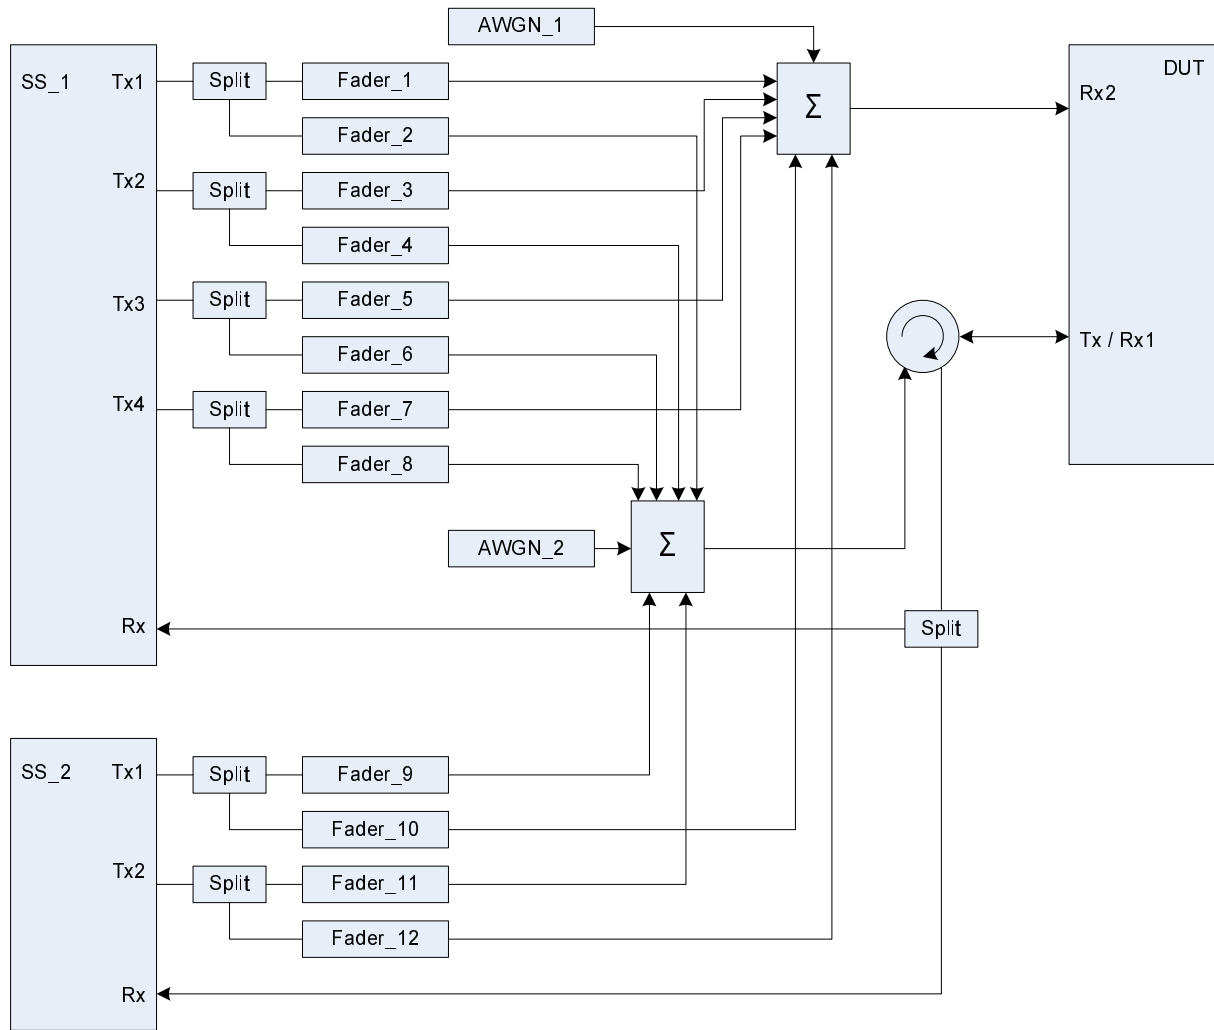 AWGN_1
SS_1
Tx1
Split
Fader_1
Σ
DUT
Rx2
Fader_2
Tx2
Split
Fader_3
Fader_4
Tx3
Split
Fader_5
Fader_6
Tx / Rx1
Tx4
Split
Fader_7
Fader_8
AWGN_2
Σ
Rx
Split
SS_2
Tx1
Split
Fader_9
Fader_10
Tx2
Split
Fader_11
Fader_12
Rx